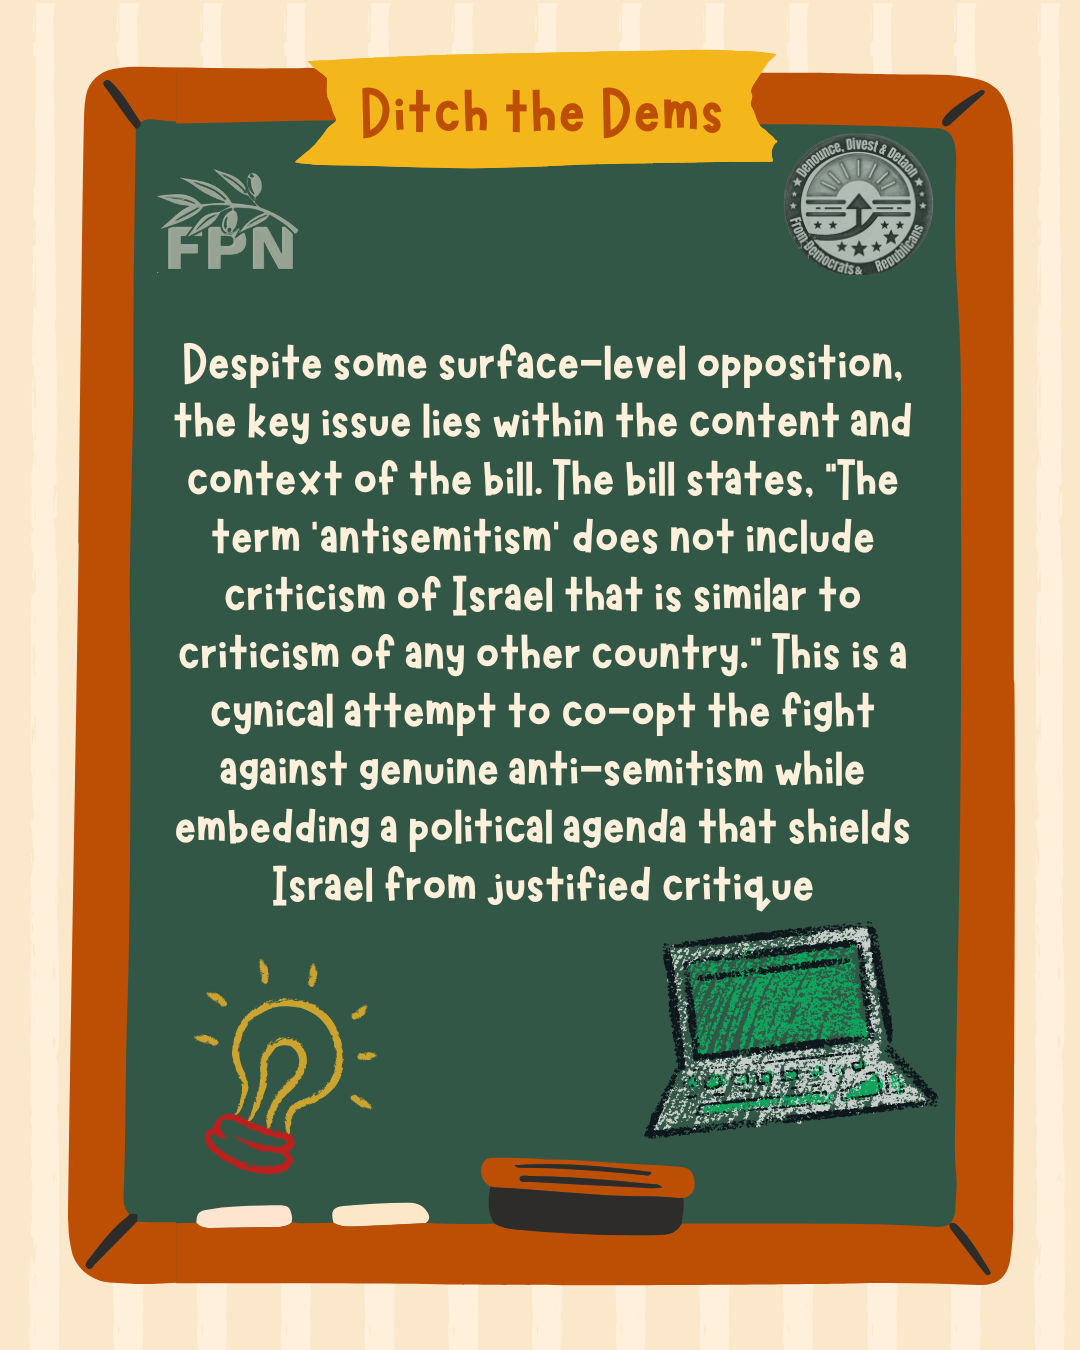 Ditch the Dems
FPN
Denounce, Divest & Detaon
From Democrats & Republicans
Despite some surface-level opposition,
the key issue lies within the content and
context of the bill. The bill states, "The
term 'antisemitism' does not include
criticism of Israel that is similar to
criticism of any other country." This is a
cynical attempt to co-opt the fight
against genuine anti-semitism while
embedding a political agenda that shields
Israel from justified critique